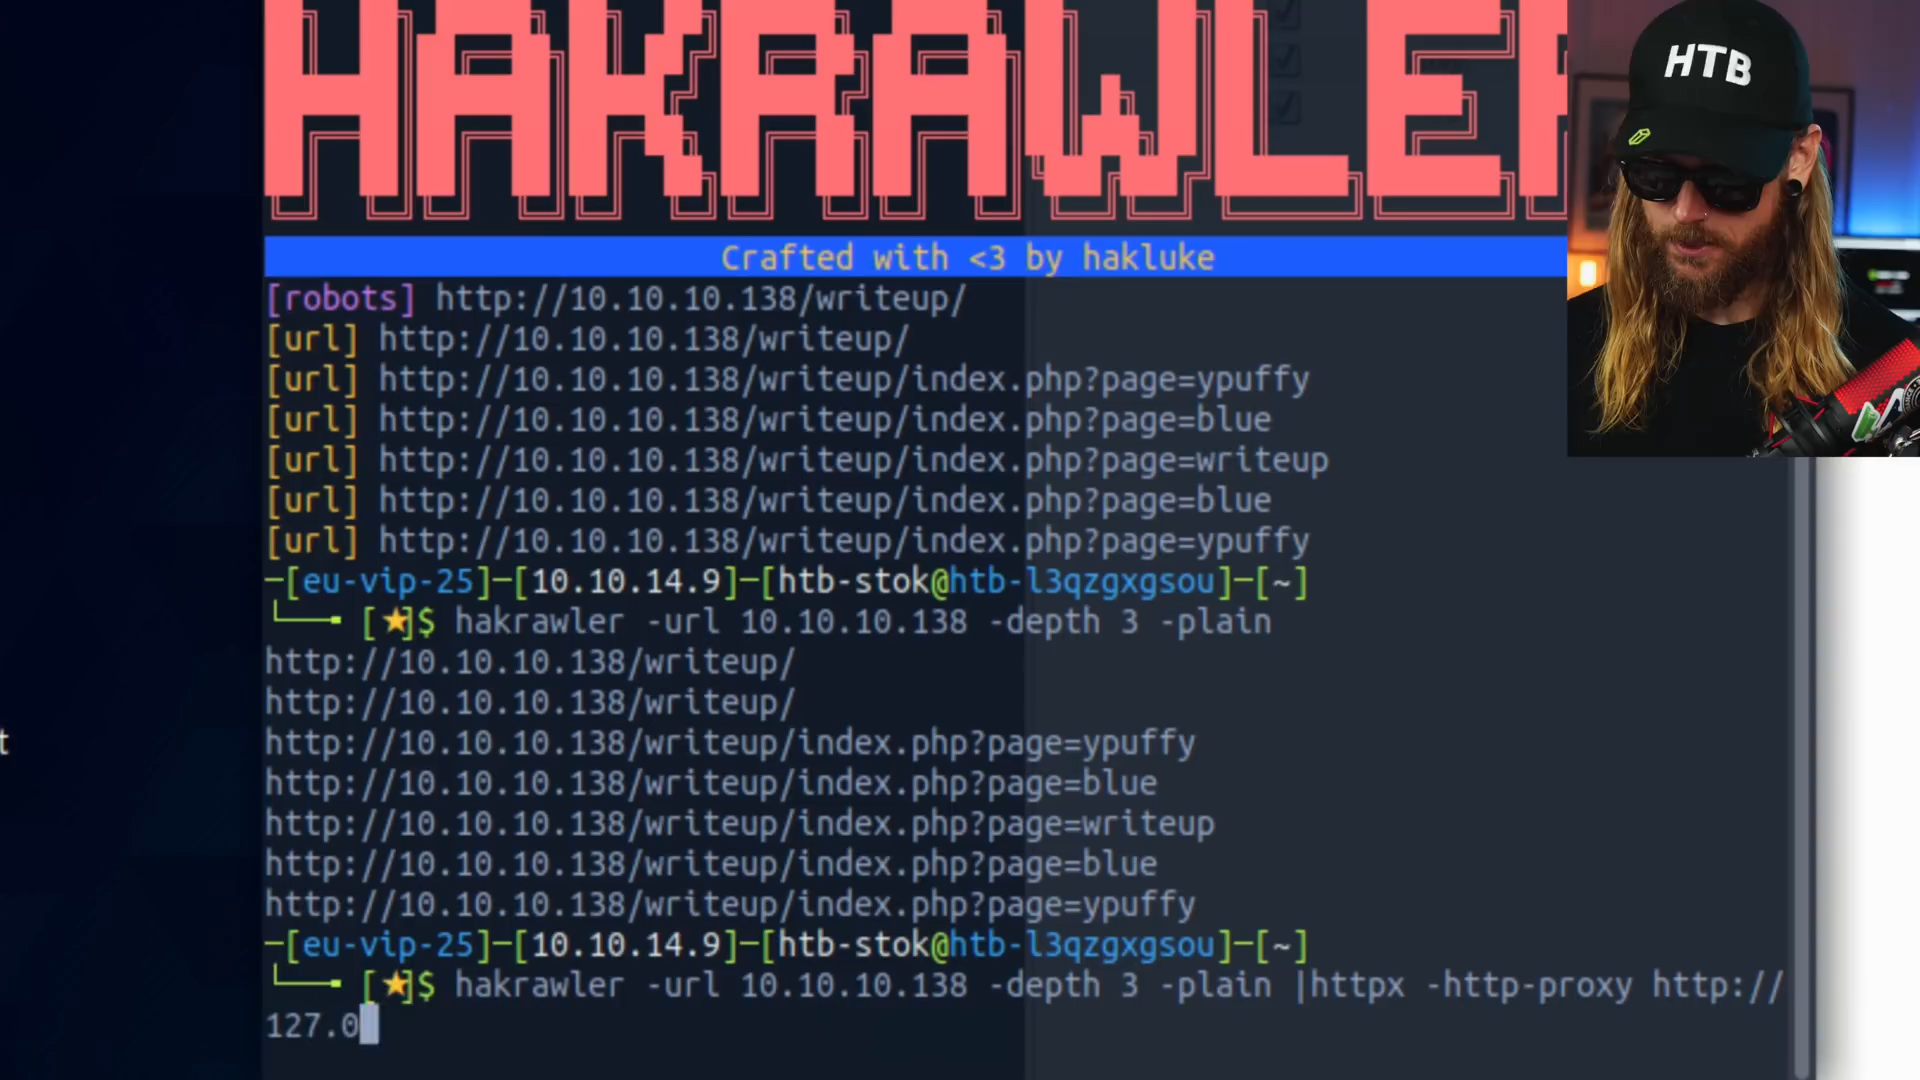 HAKRAWLER
HTB
Crafted with <3 by hakluke
[robots] http://10.10.10.138/writeup/
[url] http://10.10.10.138/writeup/
[url] http://10.10.10.138/writeup/index.php?page=ypuffy
[url] http://10.10.10.138/writeup/index.php?page=blue
[url] http://10.10.10.138/writeup/index.php?page=writeup
[url] http://10.10.10.138/writeup/index.php?page=blue
[url] http://10.10.10.138/writeup/index.php?page=ypuffy
─[eu-vip-25]─[10.10.14.9]─[htb-stok@htb-l3qzgxgsou]─[~]
└──╼ [★]$ hakrawler -url 10.10.10.138 -depth 3 -plain
http://10.10.10.138/writeup/
http://10.10.10.138/writeup/
http://10.10.10.138/writeup/index.php?page=ypuffy
http://10.10.10.138/writeup/index.php?page=blue
http://10.10.10.138/writeup/index.php?page=writeup
http://10.10.10.138/writeup/index.php?page=blue
http://10.10.10.138/writeup/index.php?page=ypuffy
─[eu-vip-25]─[10.10.14.9]─[htb-stok@htb-l3qzgxgsou]─[~]
└──╼ [★]$ hakrawler -url 10.10.10.138 -depth 3 -plain |httpx -http-proxy http://
127.0
t